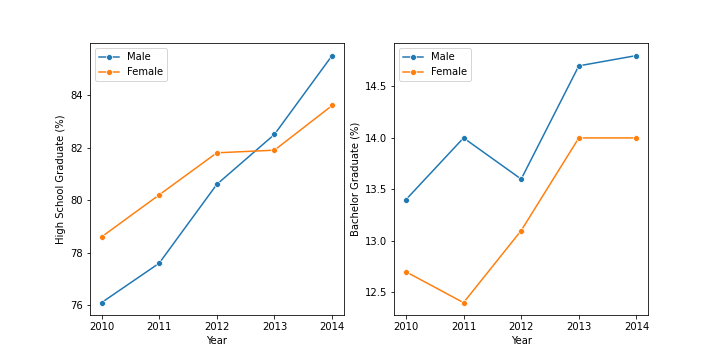 Male
Female
84
82
80
78
76
High School Graduate (%)
2010 2011 2012 2013 2014
Year
Male
Female
14.5
14.0
13.5
13.0
12.5
Bachelor Graduate (%)
2010 2011 2012 2013 2014
Year